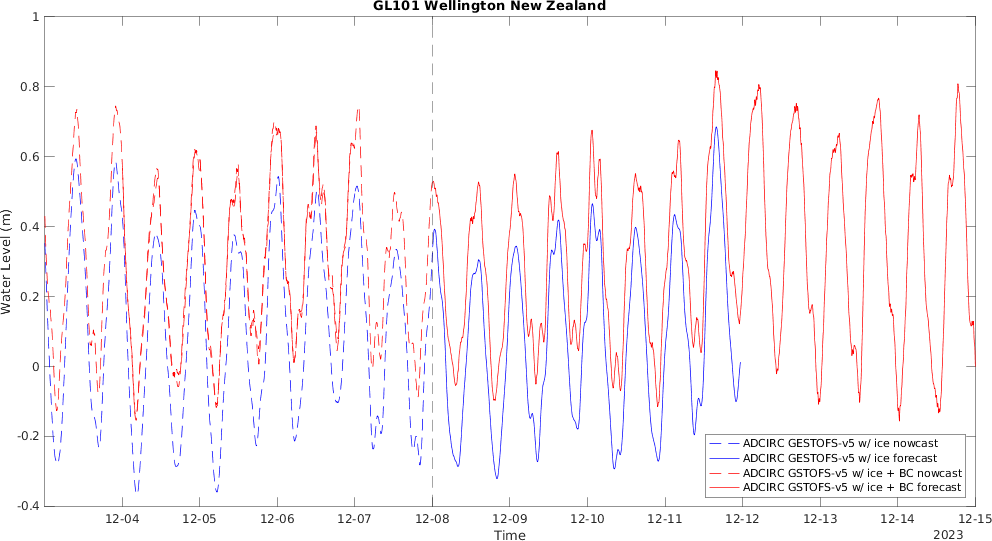 GL101 Wellington New Zealand
1
0.8
0.6
0.4
0.2
0
-0.2
-0.4
Water Level (m)
12-04 12-05 12-06 12-07 12-08 12-09 12-10 12-11 12-12 12-13 12-14 12-15
Time
2023
ADCIRC GESTOFS-v5 w/ ice nowcast
ADCIRC GESTOFS-v5 w/ ice forecast
ADCIRC GSTOFS-v5 w/ ice + BC nowcast
ADCIRC GSTOFS-v5 w/ ice + BC forecast